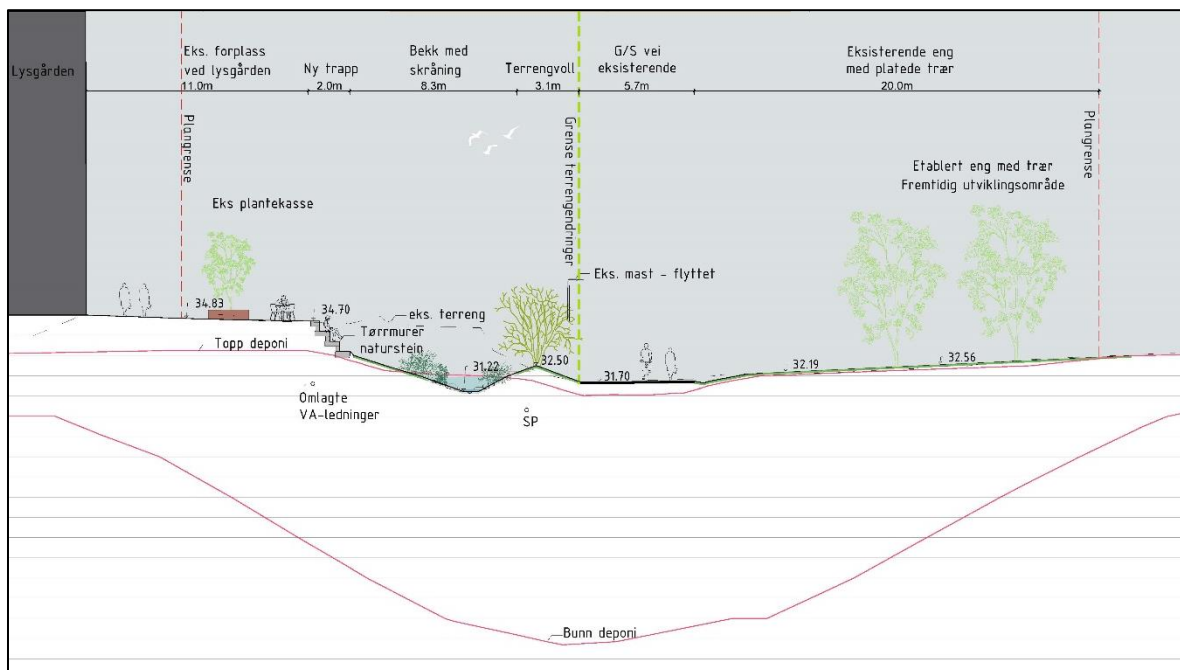 Lysgården
Eks. forplass
ved lysgården
11.0m
Ny trapp
2.0m
Bekk med
skråning
8.3m
Terrengvoll
3.1m
G/S vei
eksisterende
5.7m
Eksisterende eng
med platede trær
20.0m
Plangrense
Grense terrengendringer
Plangrense
Etablert eng med trær
Fremtidig utviklingsområde
Eks plantekasse
Eks. mast - flyttet
34.83
34.70
eks. terreng
Tørrmurer
naturstein
Topp deponi
31.22
32.50
31.70
32.19
32.56
Omlagte
VA-ledninger
SP
Bunn deponi